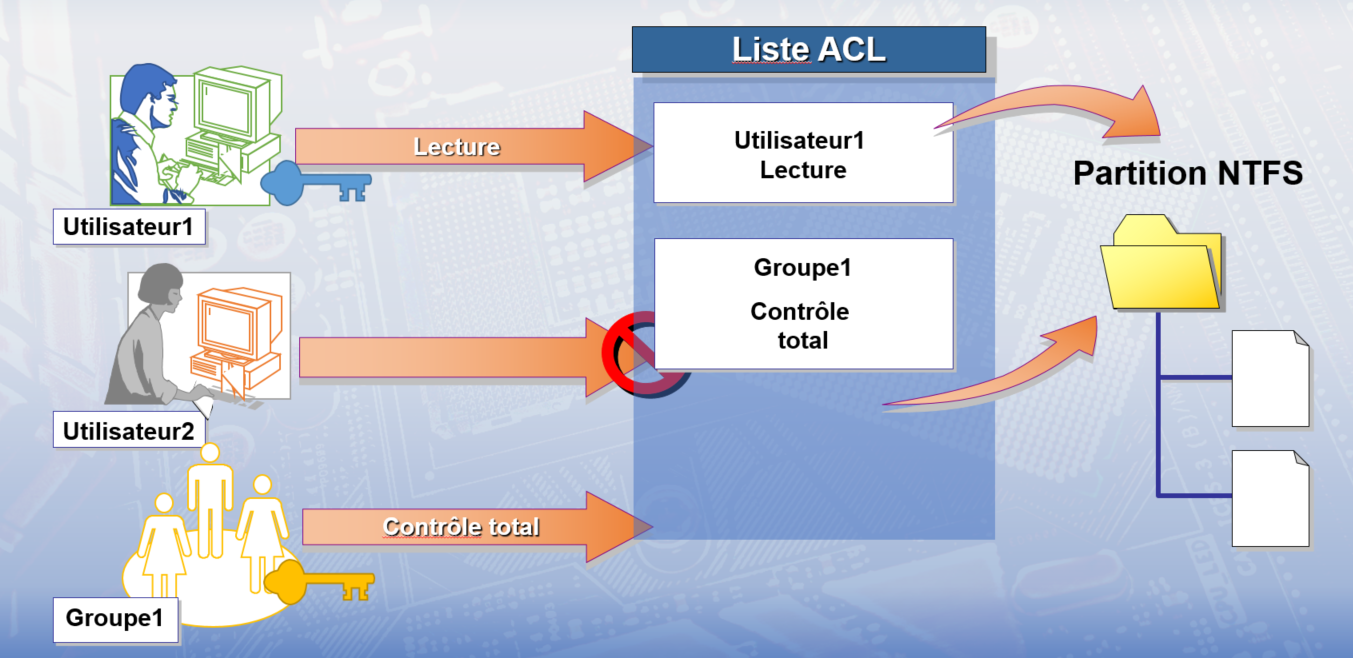 Liste ACL
Lecture
Utilisateur1
Lecture
Partition NTFS
Utilisateur1
Groupe1
Contrôle
total
Utilisateur2
Contrôle total
Groupe1